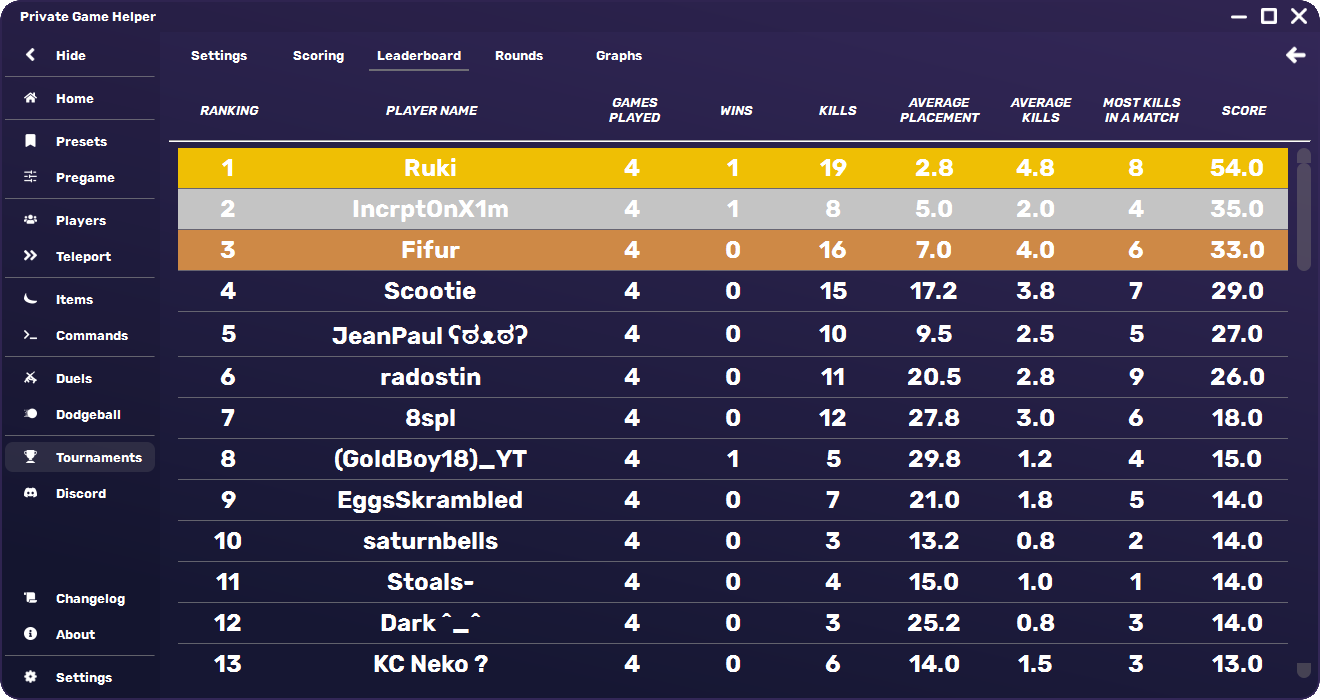 Private Game Helper
Hide
Home
Presets
Pregame
Players
Teleport
Items
Commands
Duels
Dodgeball
Tournaments
Discord
Changelog
About
Settings
Settings Scoring Leaderboard Rounds Graphs
RANKING PLAYER NAME GAMES PLAYED WINS KILLS AVERAGE PLACEMENT AVERAGE KILLS MOST KILLS IN A MATCH SCORE
1 Ruki 4 1 19 2.8 4.8 8 54.0
2 IncrptOnX1m 4 1 8 5.0 2.0 4 35.0
3 Fifur 4 0 16 7.0 4.0 6 33.0
4 Scootie 4 0 15 17.2 3.8 7 29.0
5 JeanPaul ʕಠᴥಠʔ 4 0 10 9.5 2.5 5 27.0
6 radostin 4 0 11 20.5 2.8 9 26.0
7 8spl 4 0 12 27.8 3.0 6 18.0
8 (GoldBoy18)_YT 4 1 5 29.8 1.2 4 15.0
9 EggsSkrambled 4 0 7 21.0 1.8 5 14.0
10 saturnbells 4 0 3 13.2 0.8 2 14.0
11 Stoals- 4 0 4 15.0 1.0 1 14.0
12 Dark ^_^ 4 0 3 25.2 0.8 3 14.0
13 KC Neko ? 4 0 6 14.0 1.5 3 13.0